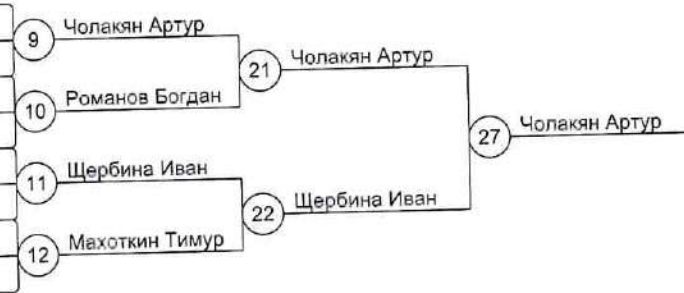 9 Чолакян Артур
21 Чолакян Артур
10 Романов Богдан
27 Чолакян Артур
11 Щербина Иван
22 Щербина Иван
12 Махоткин Тимур